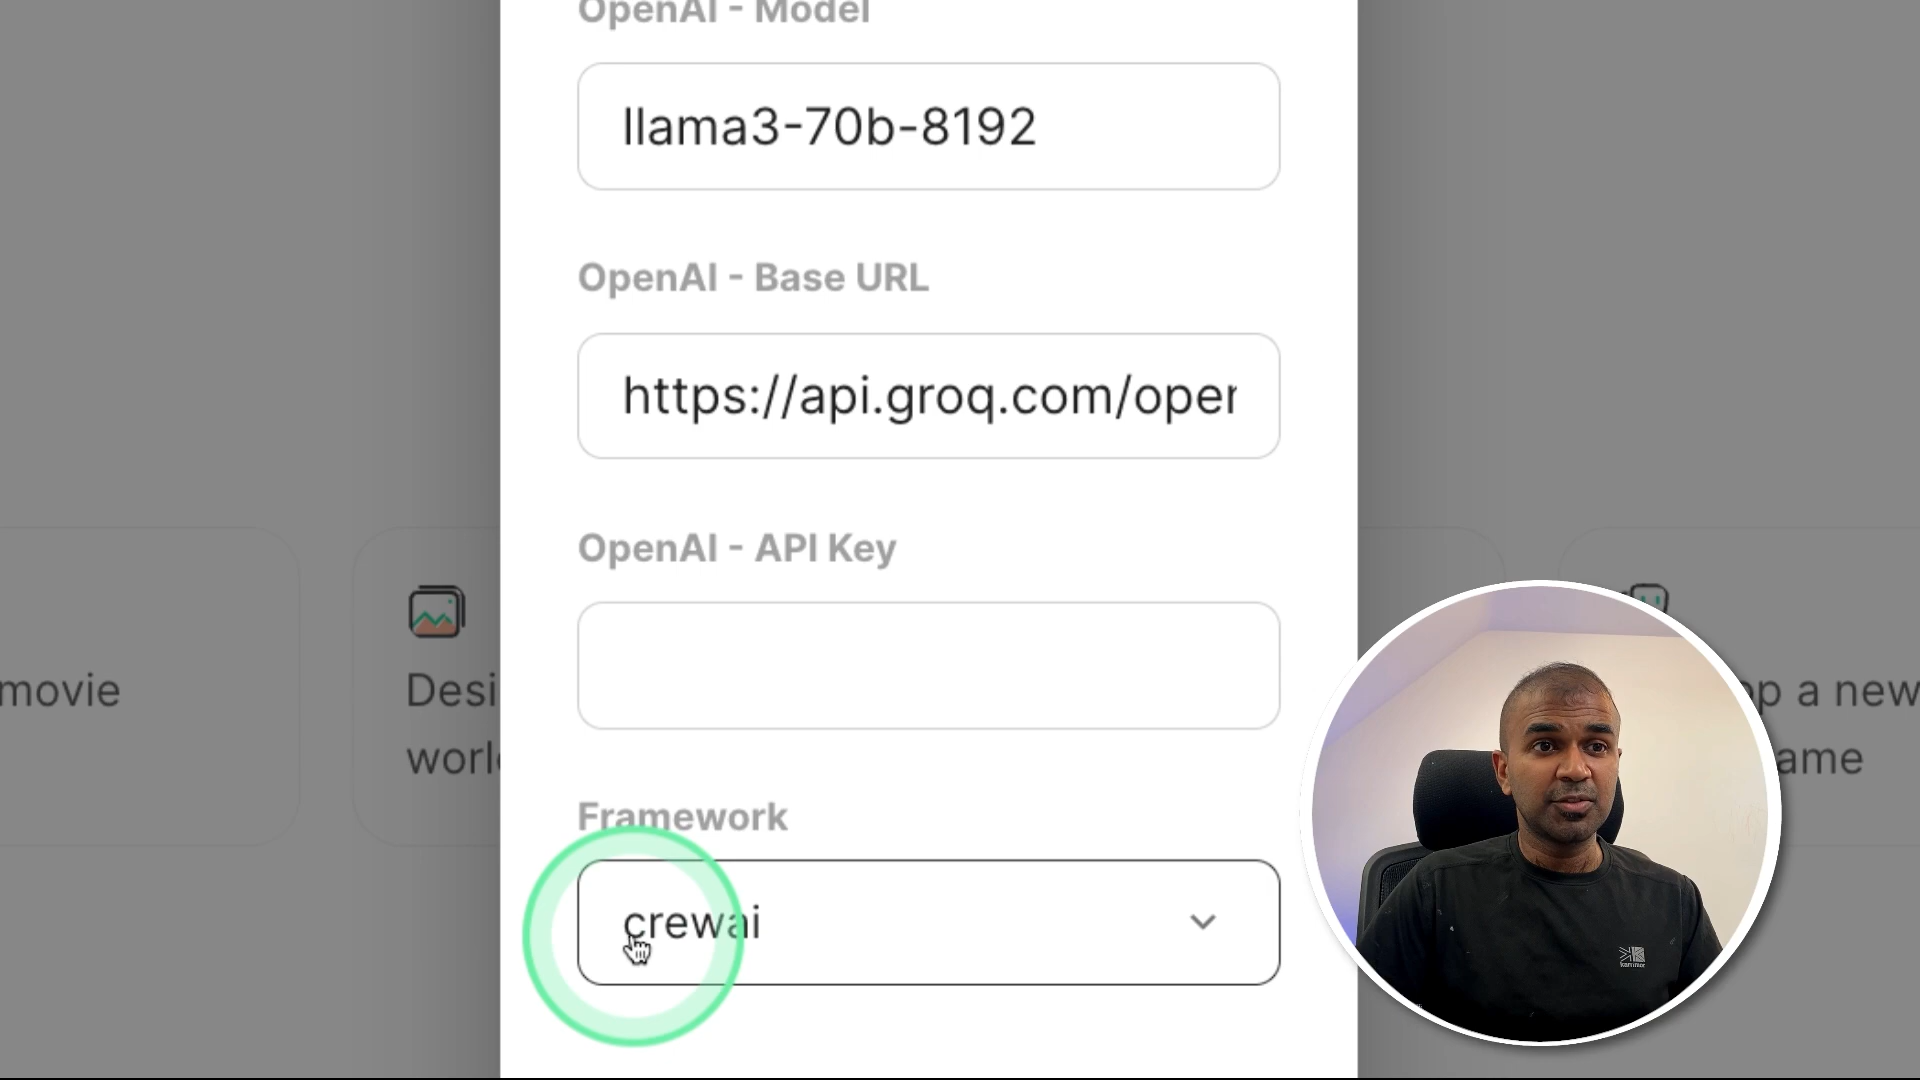 OpenAI - Model
llama3-70b-8192
OpenAI - Base URL
https://api.groq.com/oper
OpenAI - API Key
movie
Desi
worl
p a new
ame
Framework
crewai